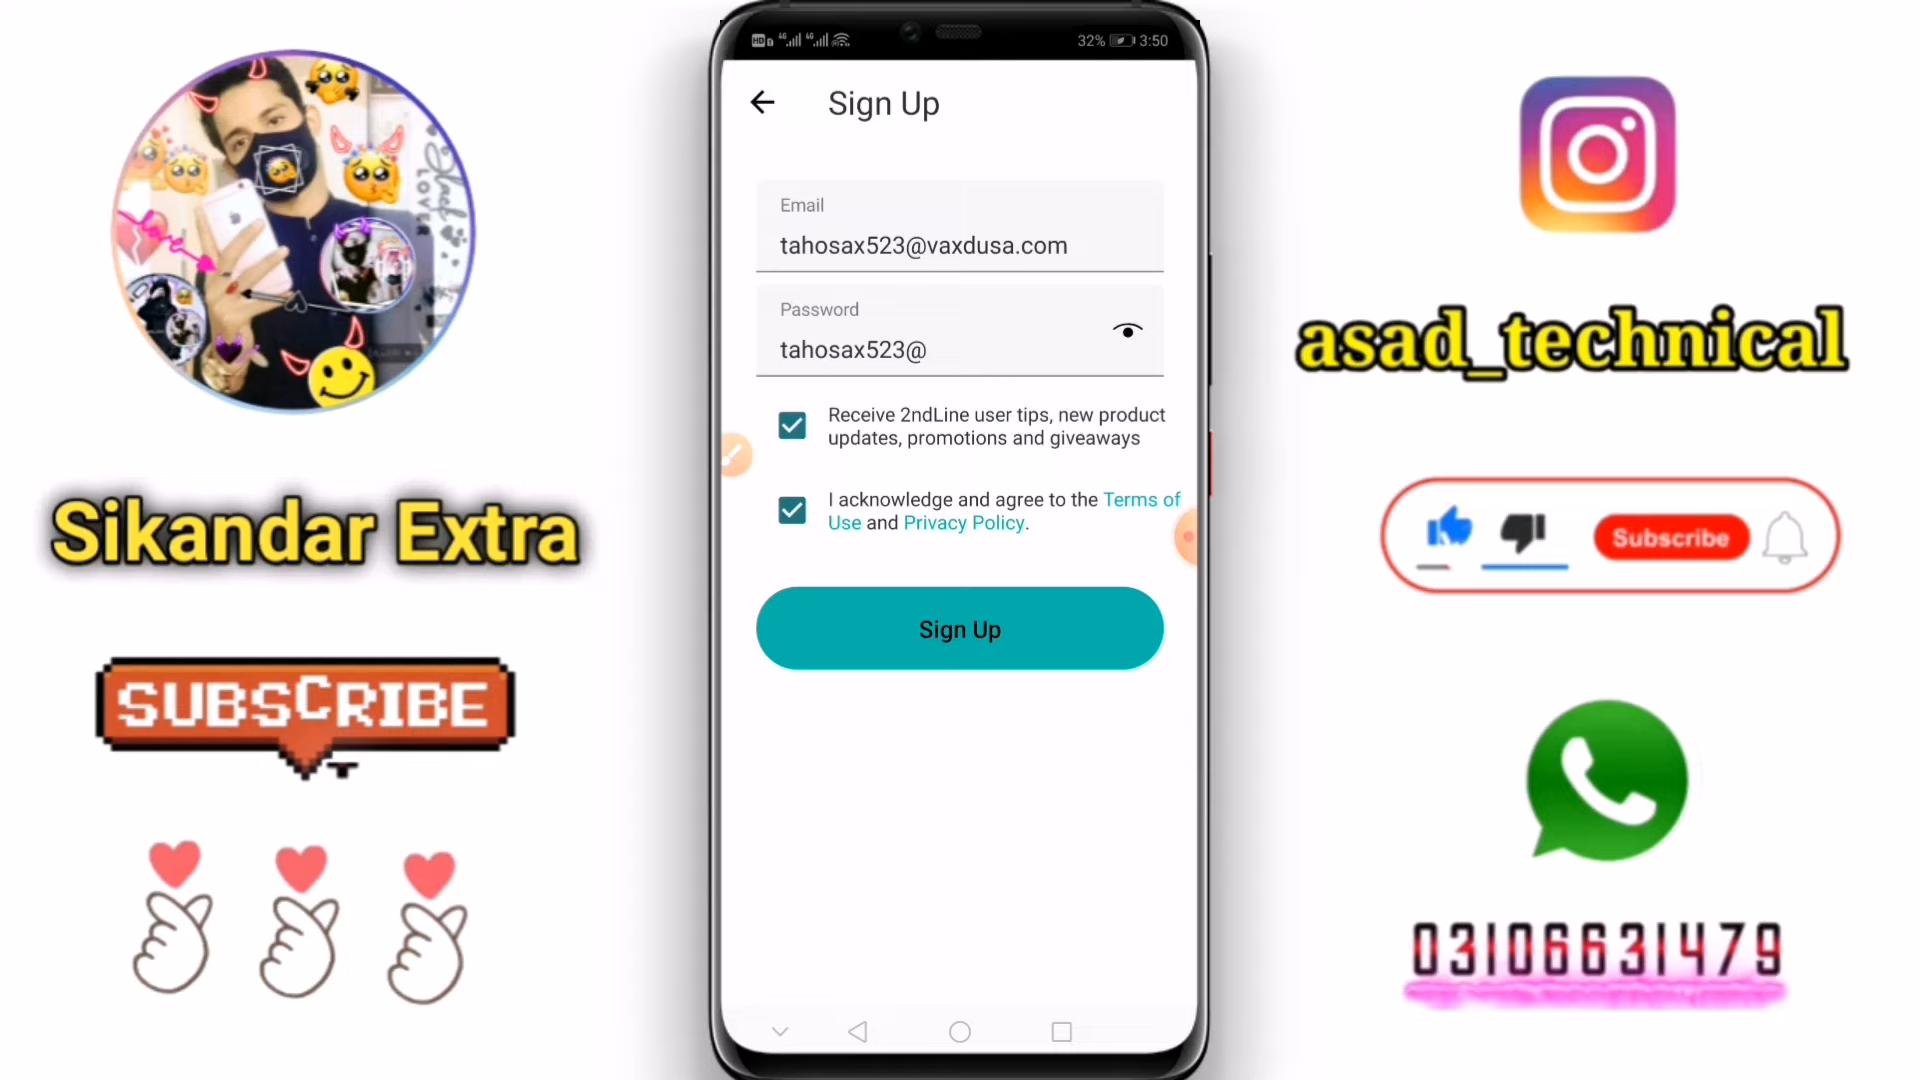 32% 3:50
Sign Up
Email
tahosax523@vaxdusa.com
Password
tahosax523@
Receive 2ndLine user tips, new product
updates, promotions and giveaways
I acknowledge and agree to the Terms of
Use and Privacy Policy.
Sign Up
LOVER
love
Sikandar Extra
SUBSCRIBE
asad_technical
Subscribe
03106631479